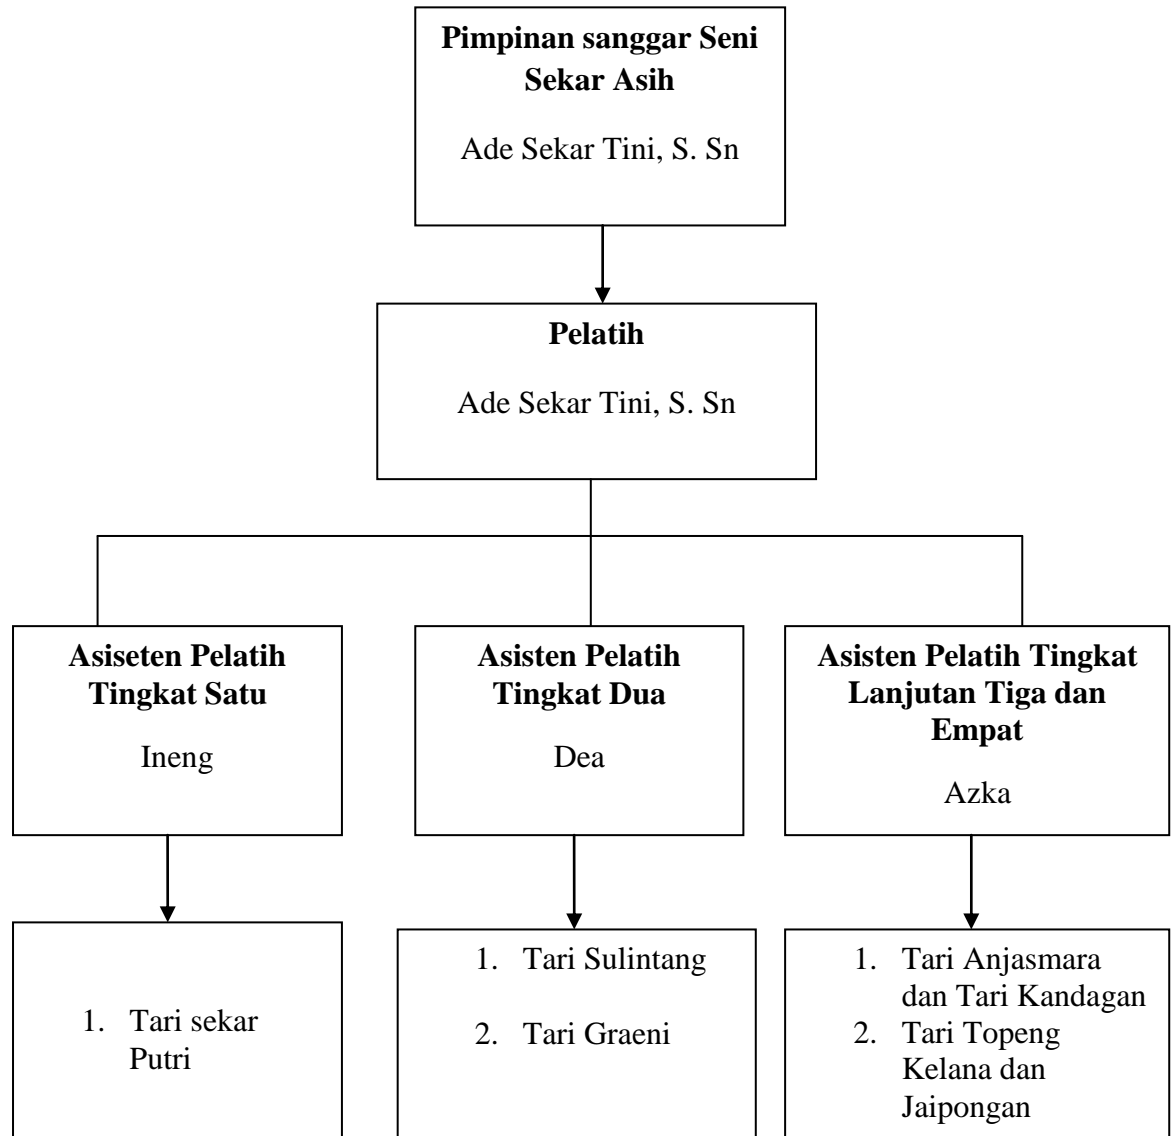 Pimpinan sanggar Seni
Sekar Asih
Ade Sekar Tini, S. Sn
Pelatih
Ade Sekar Tini, S. Sn
Asiseten Pelatih
Tingkat Satu
Ineng
Asisten Pelatih
Tingkat Dua
Dea
Asisten Pelatih Tingkat
Lanjutan Tiga dan
Empat
Azka
1. Tari sekar
Putri
1. Tari Sulintang
2. Tari Graeni
1. Tari Anjasmara
dan Tari Kandagan
2. Tari Topeng
Kelana dan
Jaipongan